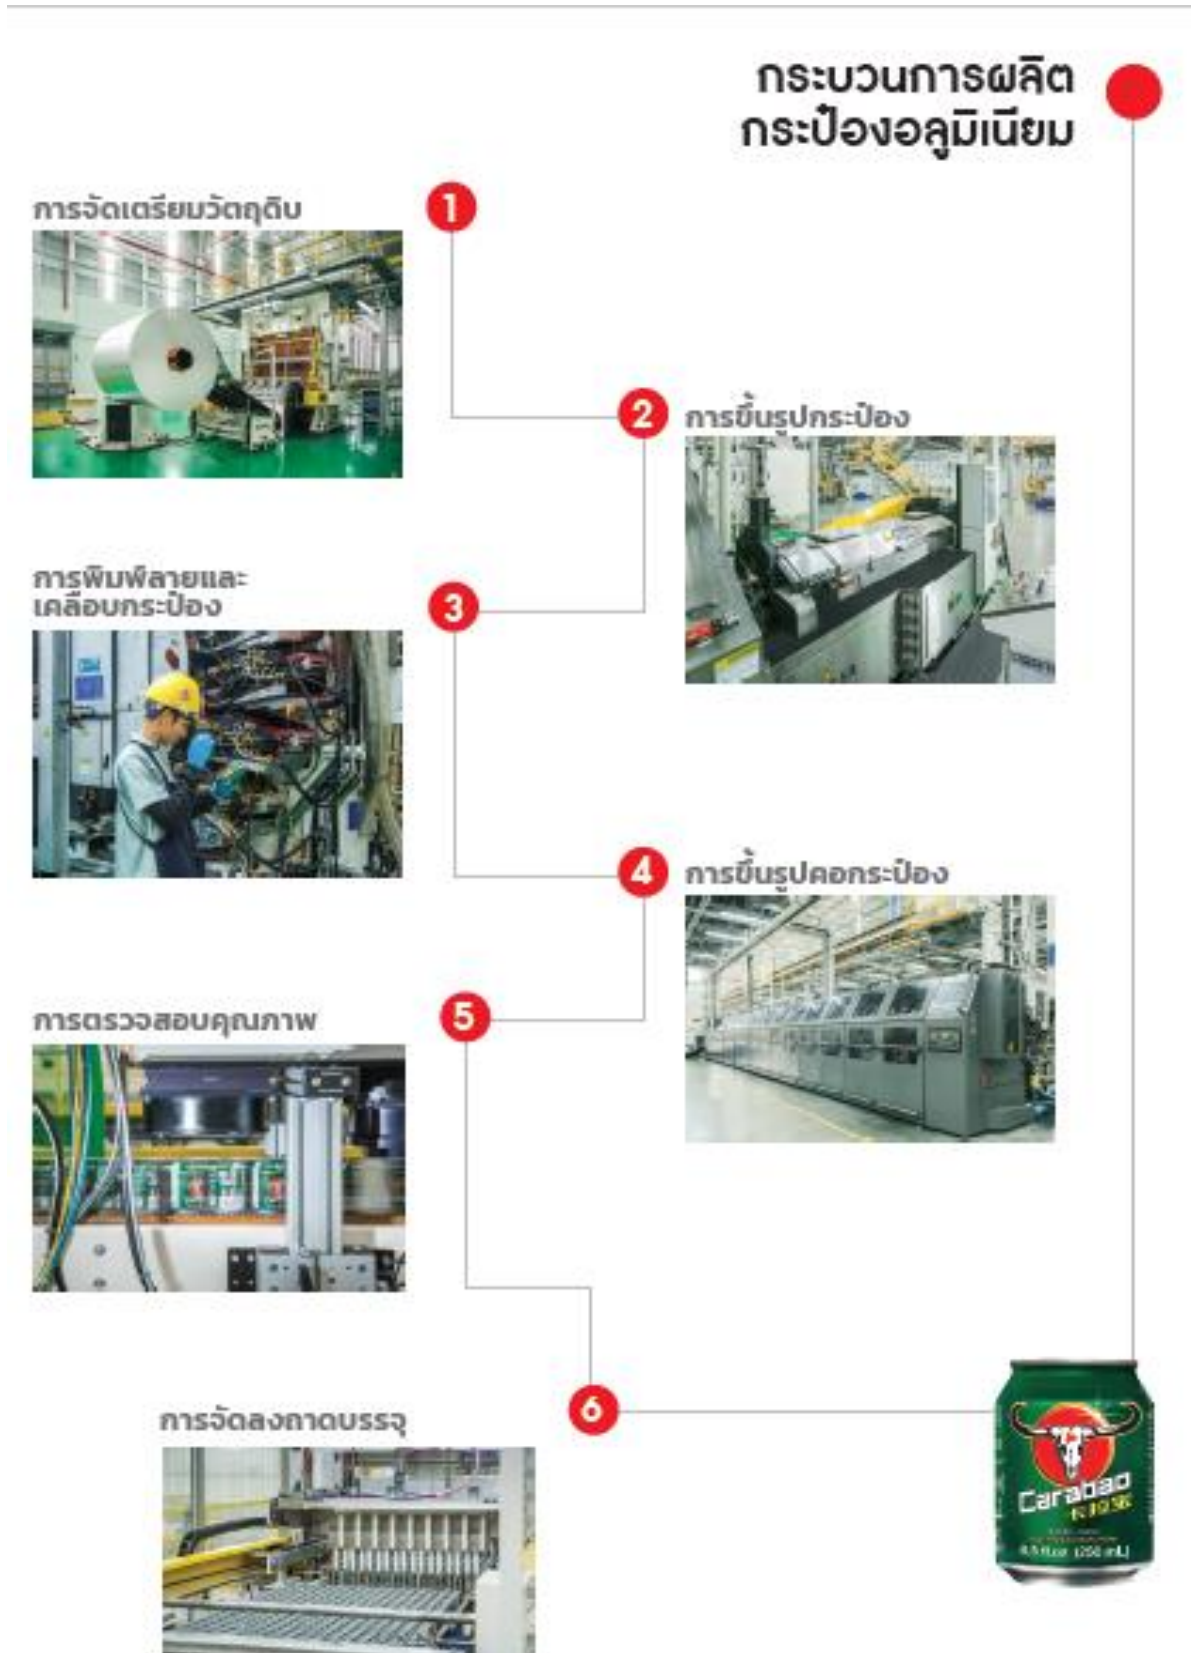 กระบวนการผลิต
กระป๋องอลูมิเนียม
การจัดเตรียมวัตถุดิบ
1
2
การขึ้นรูปกระป๋อง
การพิมพ์ลายและ
เคลือบกระป๋อง
3
4
การขึ้นรูปคอกระป๋อง
5
การตรวจสอบคุณภาพ
6
การจัดลงถาดบรรจุ
Carabao
(250 mL)